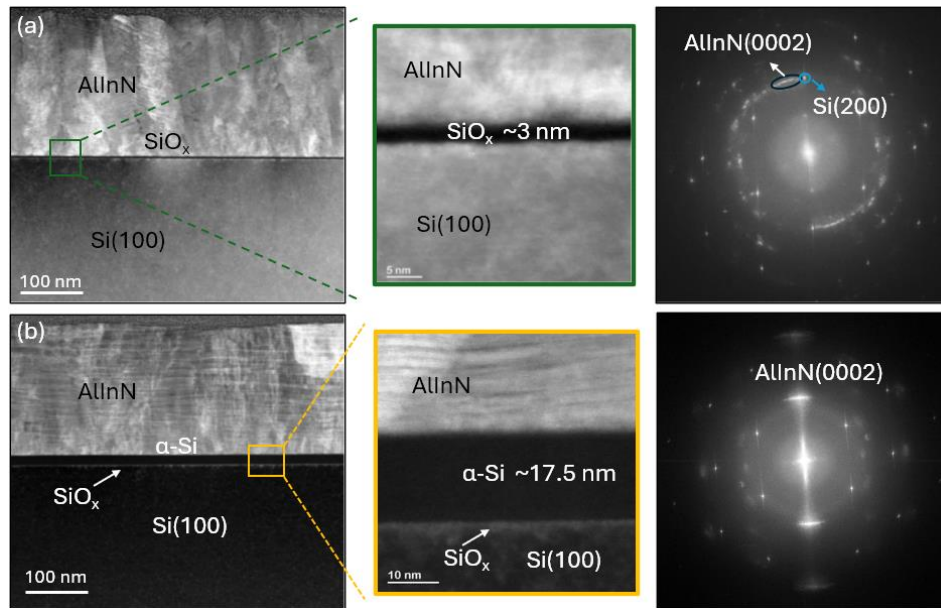 (a)
AlInN
SiOₓ
Si(100)
100 nm
AlInN
SiOₓ ~3 nm
Si(100)
5 nm
AlInN(0002)
Si(200)
(b)
AlInN
α-Si
SiOₓ
Si(100)
100 nm
AlInN
α-Si ~17.5 nm
SiOₓ
Si(100)
10 nm
AlInN(0002)